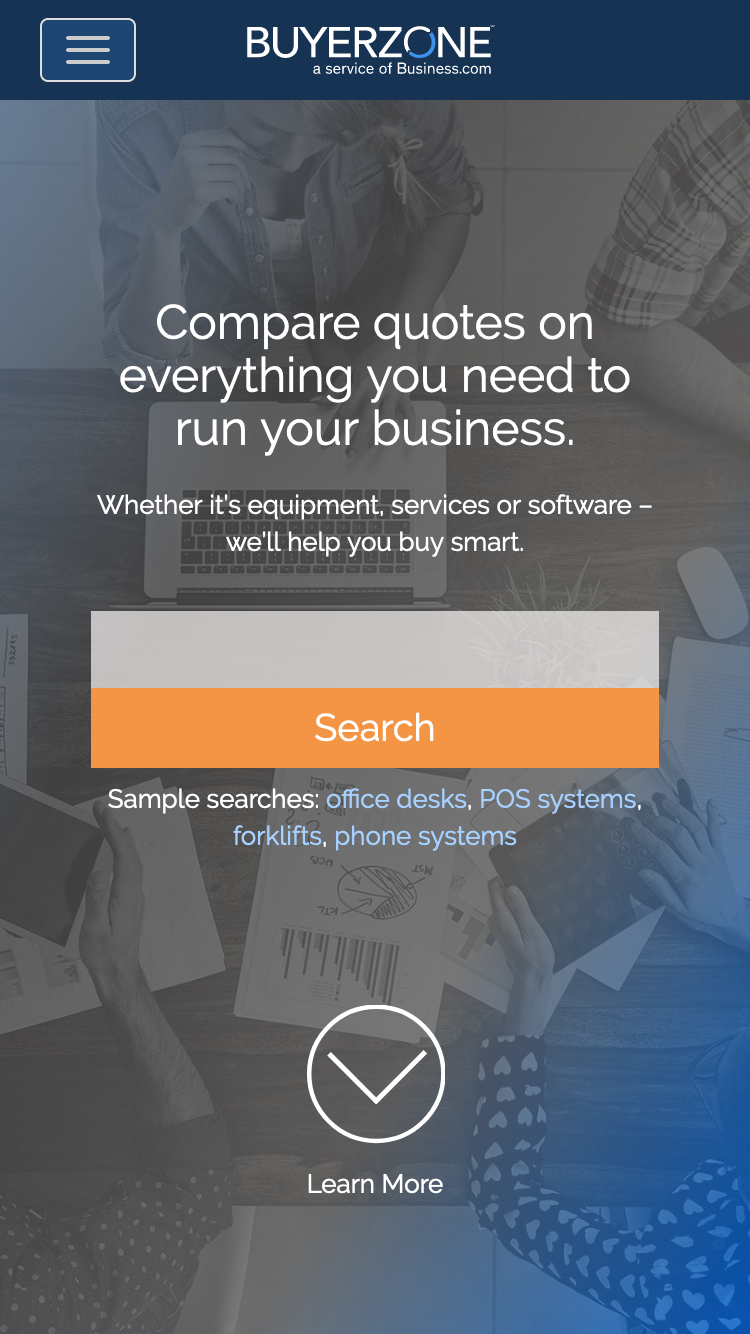 BUYERZONE
a service of Business.com
Compare quotes on
everything you need to
run your business.
Whether it's equipment, services or software –
we'll help you buy smart.
Search
Sample searches: office desks, POS systems,
forklifts, phone systems
Learn More